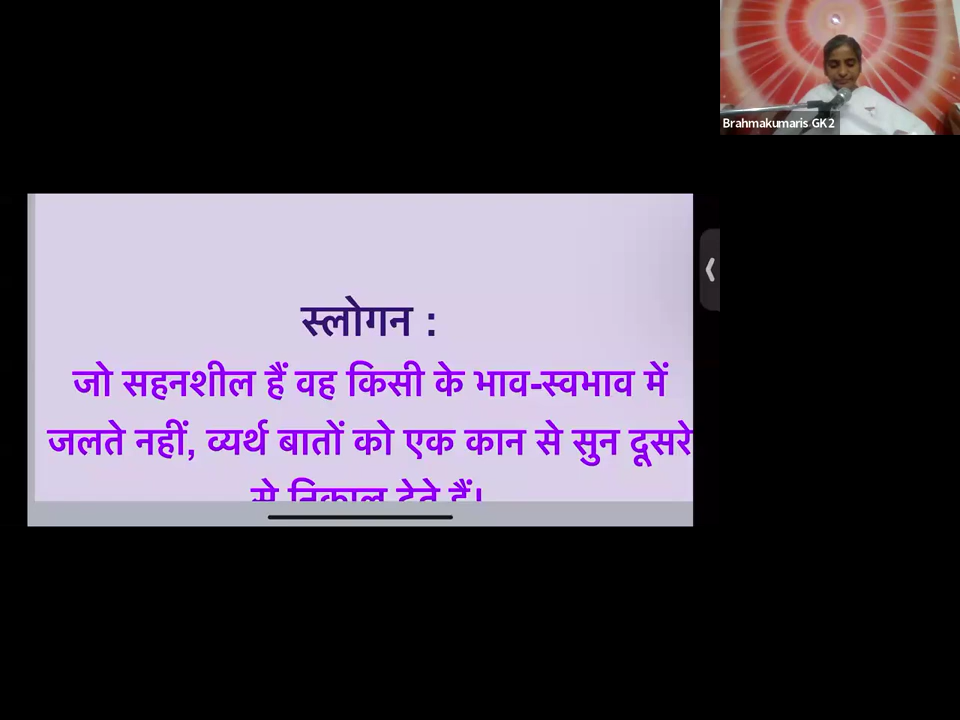 Brahmakumaris GK2
स्लोगन :
जो सहनशील हैं वह किसी के भाव-स्वभाव में
जलते नहीं, व्यर्थ बातों को एक कान से सुन दूसरे
से निकाल देते हैं।